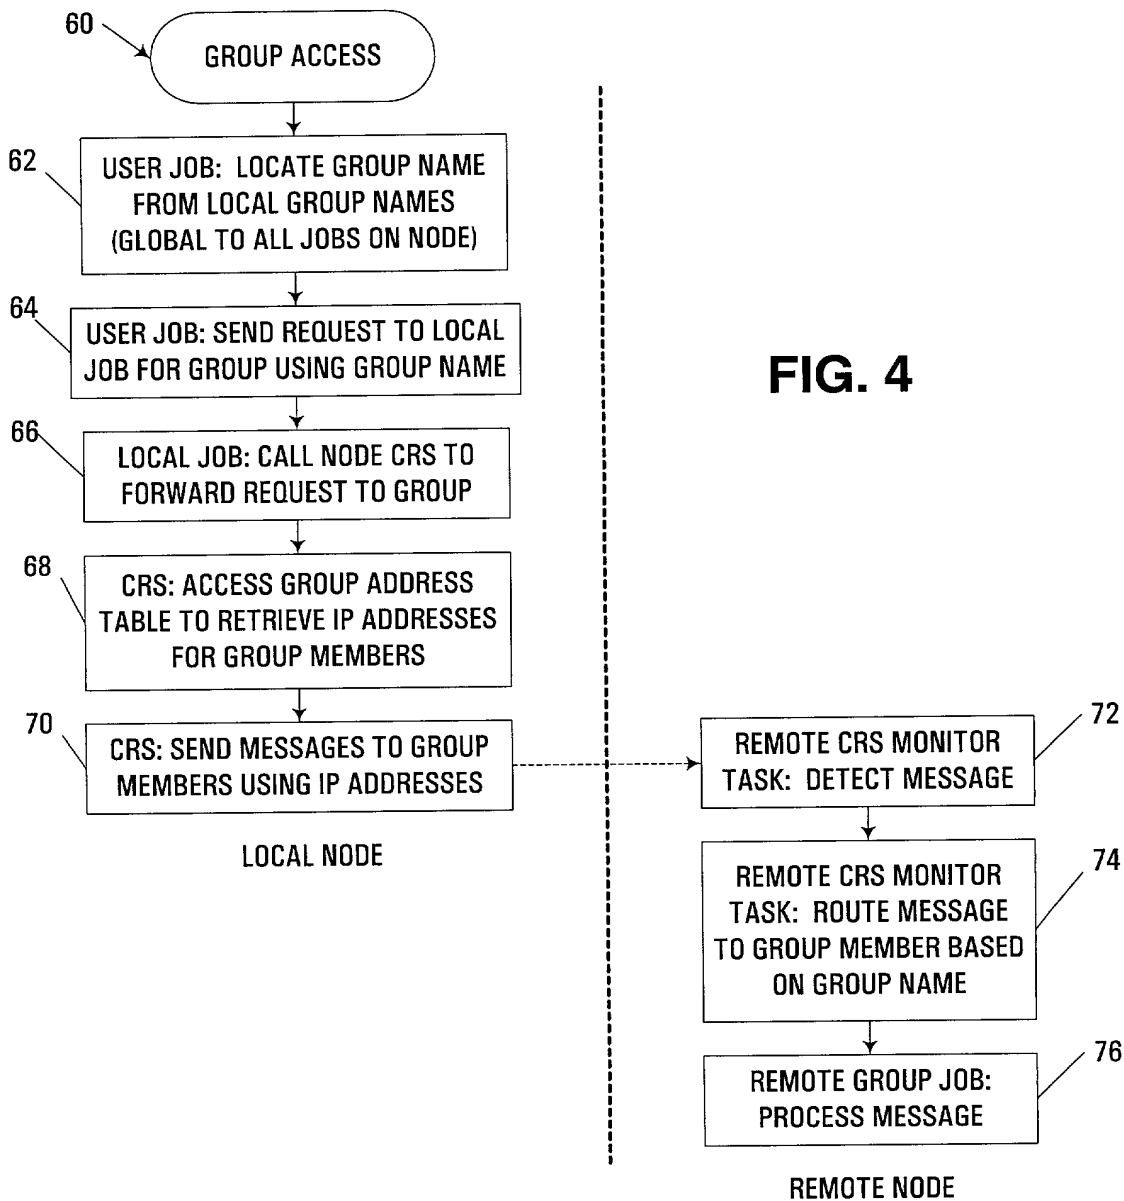 60
GROUP ACCESS
62
USER JOB: LOCATE GROUP NAME
FROM LOCAL GROUP NAMES
(GLOBAL TO ALL JOBS ON NODE)
64
USER JOB: SEND REQUEST TO LOCAL
JOB FOR GROUP USING GROUP NAME
66
LOCAL JOB: CALL NODE CRS TO
FORWARD REQUEST TO GROUP
68
CRS: ACCESS GROUP ADDRESS
TABLE TO RETRIEVE IP ADDRESSES
FOR GROUP MEMBERS
70
CRS: SEND MESSAGES TO GROUP
MEMBERS USING IP ADDRESSES
LOCAL NODE
FIG. 4
72
REMOTE CRS MONITOR
TASK: DETECT MESSAGE
74
REMOTE CRS MONITOR
TASK: ROUTE MESSAGE
TO GROUP MEMBER BASED
ON GROUP NAME
76
REMOTE GROUP JOB:
PROCESS MESSAGE
REMOTE NODE